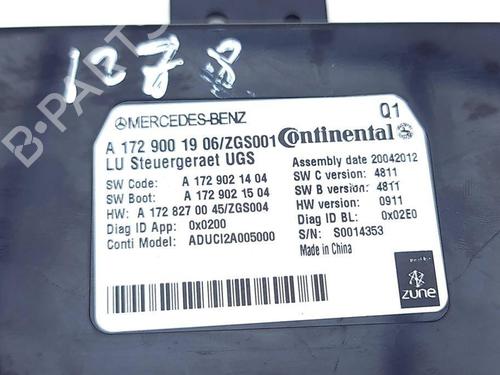 1378
MERCEDES-BENZ
Q1
A 172 900 19 06/ZGS001
Continental
LU Steuergeraet UGS
Assembly date 20042012
SW Code: A 172 902 14 04
SW C version: 4811
SW Boot: A 172 902 15 04
SW B version: 4811
HW: A 172 827 00 45/ZGS004
HW version: 0911
Diag ID App: 0x0200
Diag ID BL: 0x02E0
Conti Model: ADUCI2A005000
S/N: S0014353
Made in China
zune
B-PARTS